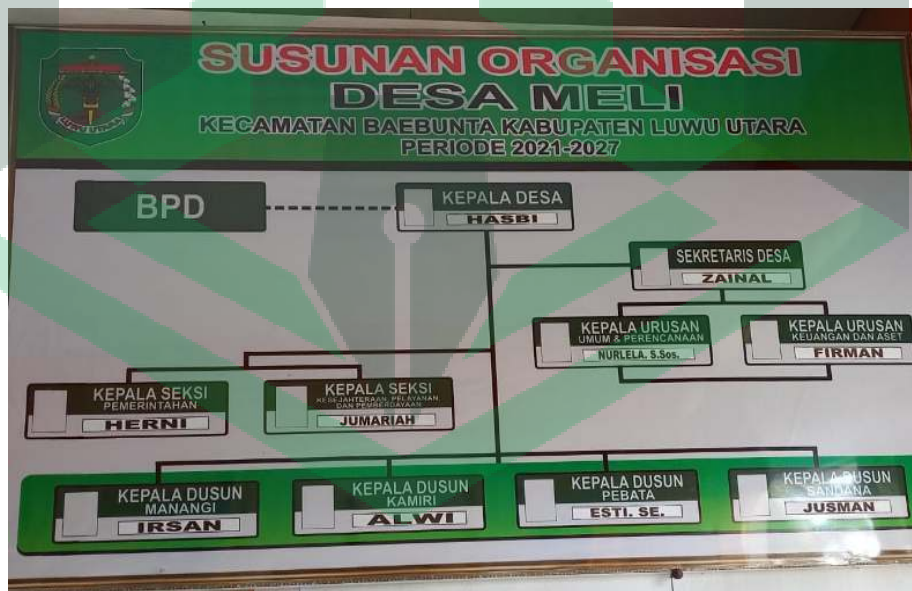 SUSUNAN ORGANISASI
DESA MELI
KECAMATAN BAEBUNTA KABUPATEN LUWU UTARA
PERIODE 2021-2027
LUWU UTARA
BPD
KEPALA DESA
HASBI
SEKRETARIS DESA
ZAINAL
KEPALA URUSAN
UMUM & PERENCANAAN
NURLELA. S.Sos.
KEPALA URUSAN
KEUANGAN DAN ASET
FIRMAN
KEPALA SEKSI
PEMERINTAHAN
HERNI
KEPALA SEKSI
KESEJAHTERAAN, PELAYANAN
DAN PEMBERDAYAAN
JUMARIAH
KEPALA DUSUN
MANANGI
IRSAN
KEPALA DUSUN
KAMIRI
ALWI
KEPALA DUSUN
PEBATA
ESTI. SE.
KEPALA DUSUN
SANDANA
JUSMAN